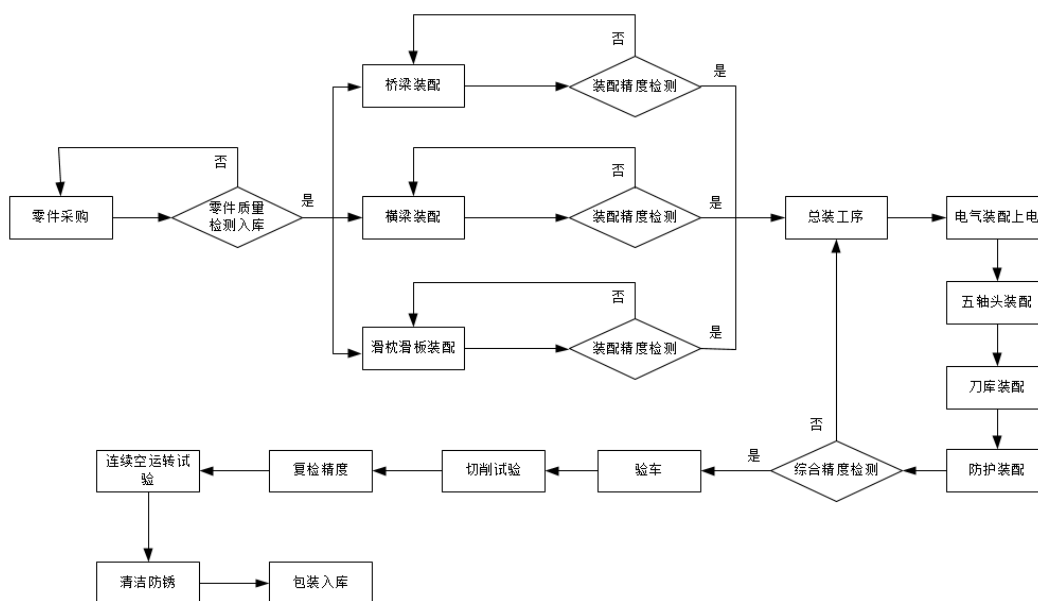 否
桥梁装配
装配精度检测
是
否
零件采购
零件质量
检测入库
是
否
横梁装配
装配精度检测
是
总装工序
电气装配上电
五轴头装配
否
滑枕滑板装配
装配精度检测
是
刀库装配
否
连续空运转试
验
复检精度
切削试验
验车
是
综合精度检测
防护装配
清洁防锈
包装入库